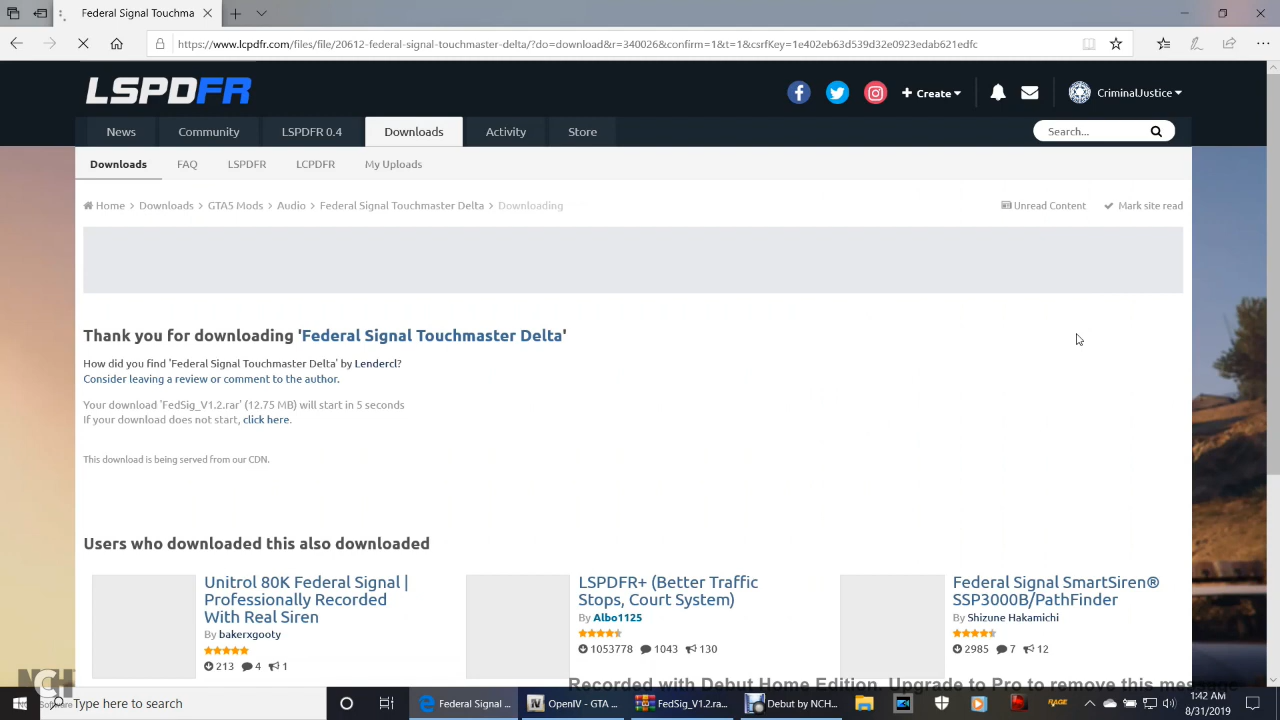 https://www.lcpdfr.com/files/file/20612-federal-signal-touchmaster-delta/?do=download&r=340026&confirm=1&t=1&csrfKey=1e402eb63d539d32e0923edab621edfc
LSPDFR
Create
CriminalJustice
News
Community
LSPDFR 0.4
Downloads
Activity
Store
Search...
Downloads
FAQ
LSPDFR
LCPDFR
My Uploads
Home > Downloads > GTA5 Mods > Audio > Federal Signal Touchmaster Delta > Downloading
Unread Content
Mark site read
Thank you for downloading 'Federal Signal Touchmaster Delta'
How did you find 'Federal Signal Touchmaster Delta' by Lendercl?
Consider leaving a review or comment to the author.
Your download 'FedSig_V1.2.rar' (12.75 MB) will start in 5 seconds
If your download does not start, click here.
This download is being served from our CDN.
Users who downloaded this also downloaded
Unitrol 80K Federal Signal |
Professionally Recorded
With Real Siren
By bakerxgooty
213 4 1
LSPDFR+ (Better Traffic
Stops, Court System)
By Albo1125
1053778 1043 130
Federal Signal SmartSiren®
SSP3000B/PathFinder
By Shizune Hakamichi
2985 7 12
NCH
Software
Recorded with Debut Home Edition. Upgrade to Pro to remove this message
Type here to search
Federal Signal ...
OpenIV - GTA ...
FedSig_V1.2.ra...
Debut by NCH...
RAGE
1:42 AM
8/31/2019